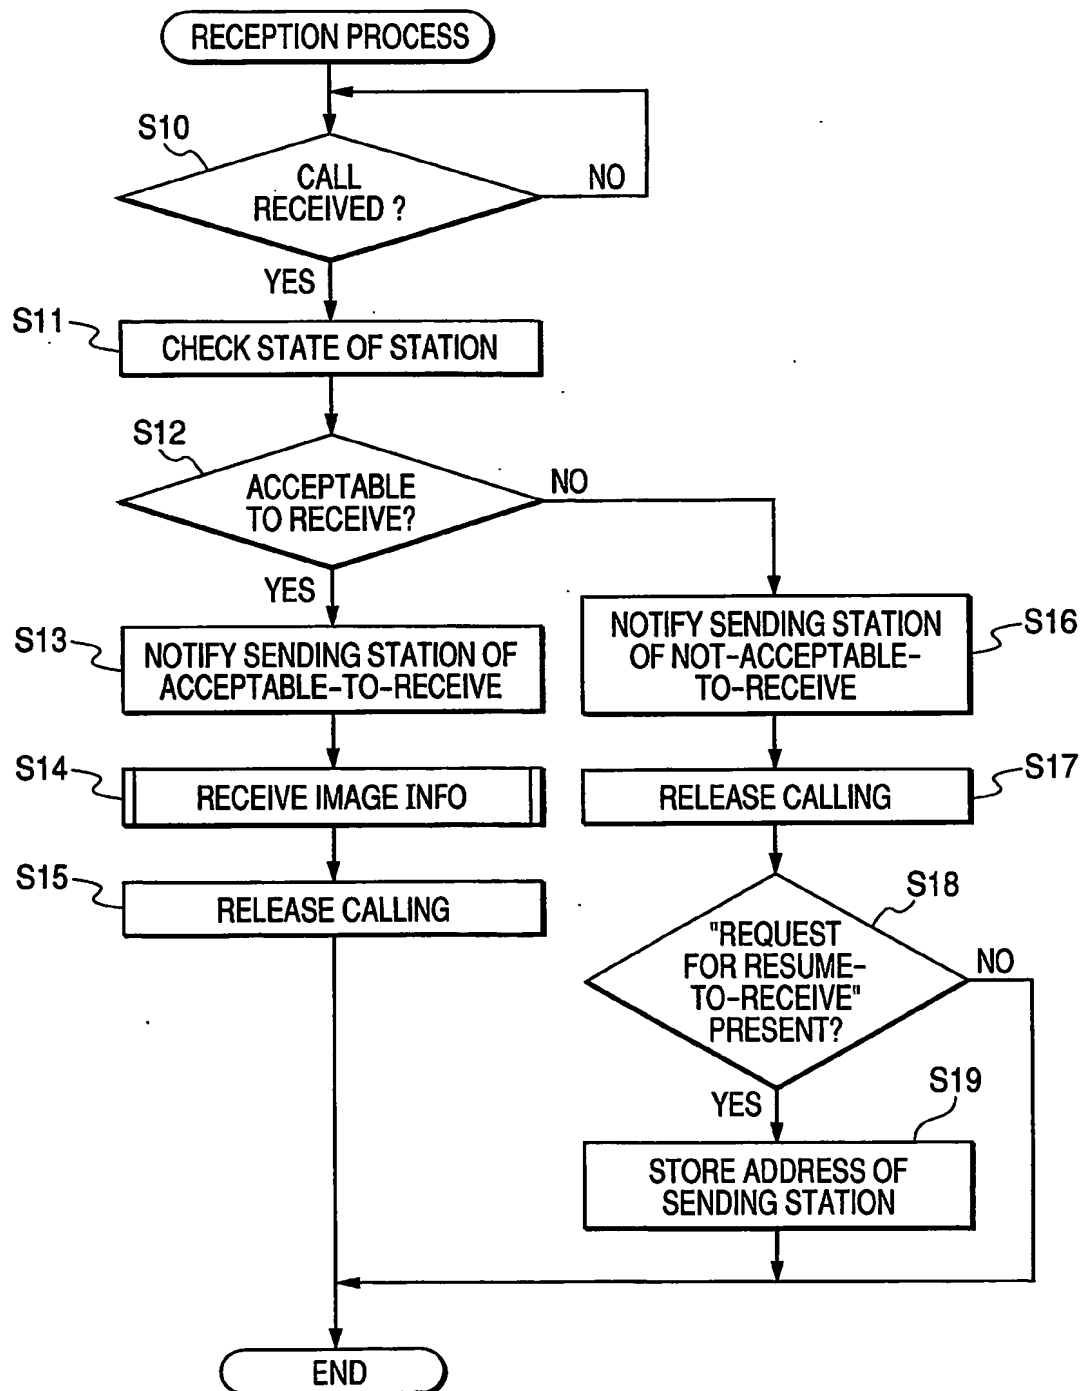 RECEPTION PROCESS
S10
CALL
RECEIVED ?
NO
YES
S11
CHECK STATE OF STATION
S12
ACCEPTABLE
TO RECEIVE?
NO
YES
S13
NOTIFY SENDING STATION OF
ACCEPTABLE-TO-RECEIVE
S16
NOTIFY SENDING STATION
OF NOT-ACCEPTABLE-
TO-RECEIVE
S14
RECEIVE IMAGE INFO
S17
RELEASE CALLING
S15
RELEASE CALLING
S18
"REQUEST
FOR RESUME-
TO-RECEIVE"
PRESENT?
NO
YES
S19
STORE ADDRESS OF
SENDING STATION
END